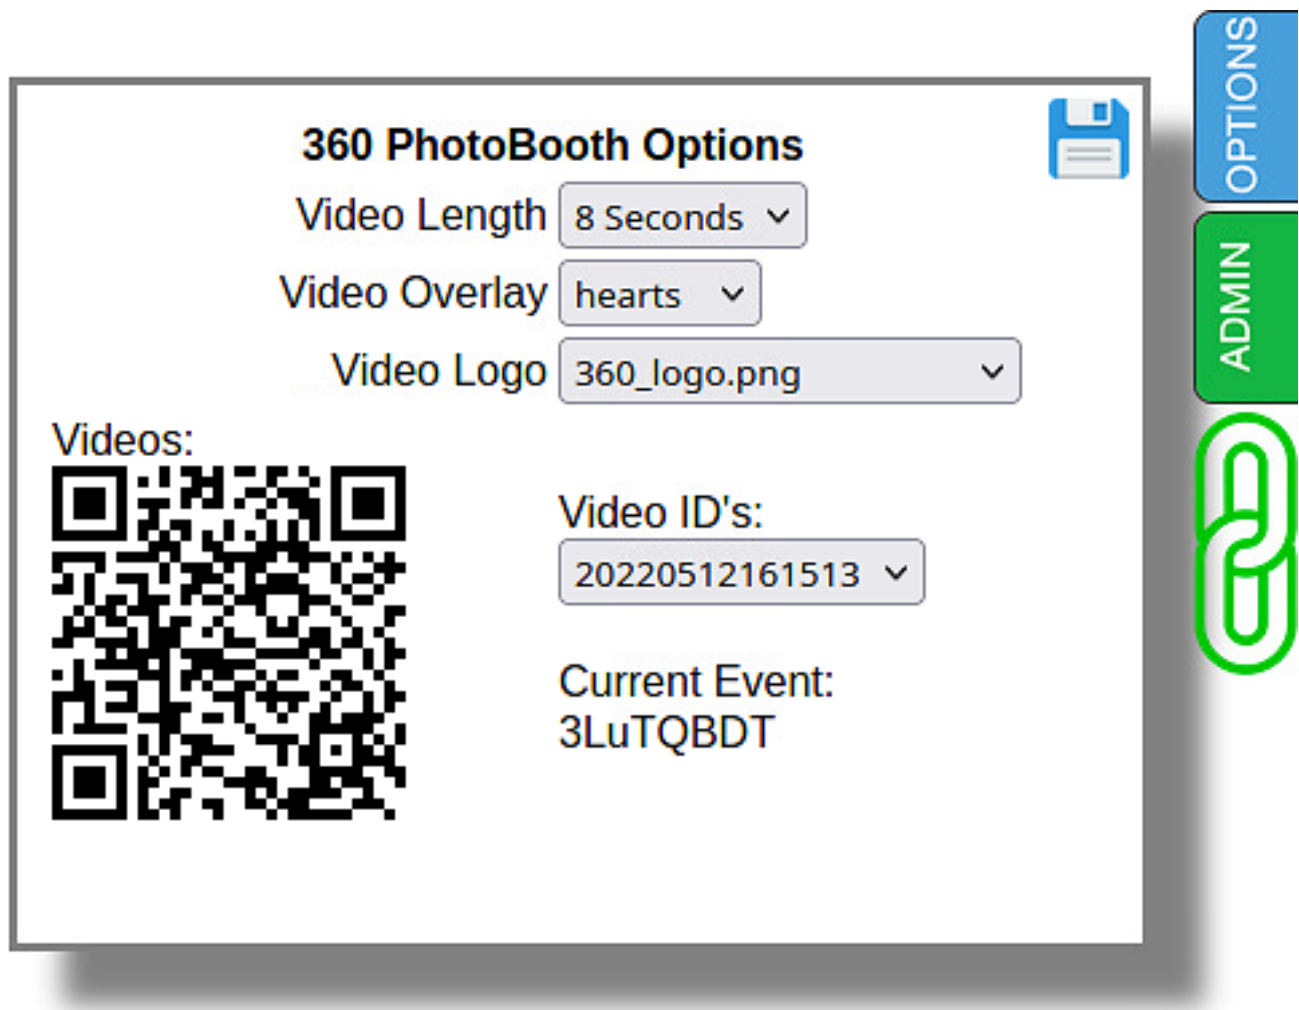 OPTIONS
ADMIN
360 PhotoBooth Options
Video Length 8 Seconds
Video Overlay hearts
Video Logo 360_logo.png
Videos:
Video ID's:
20220512161513
Current Event:
3LuTQBDT